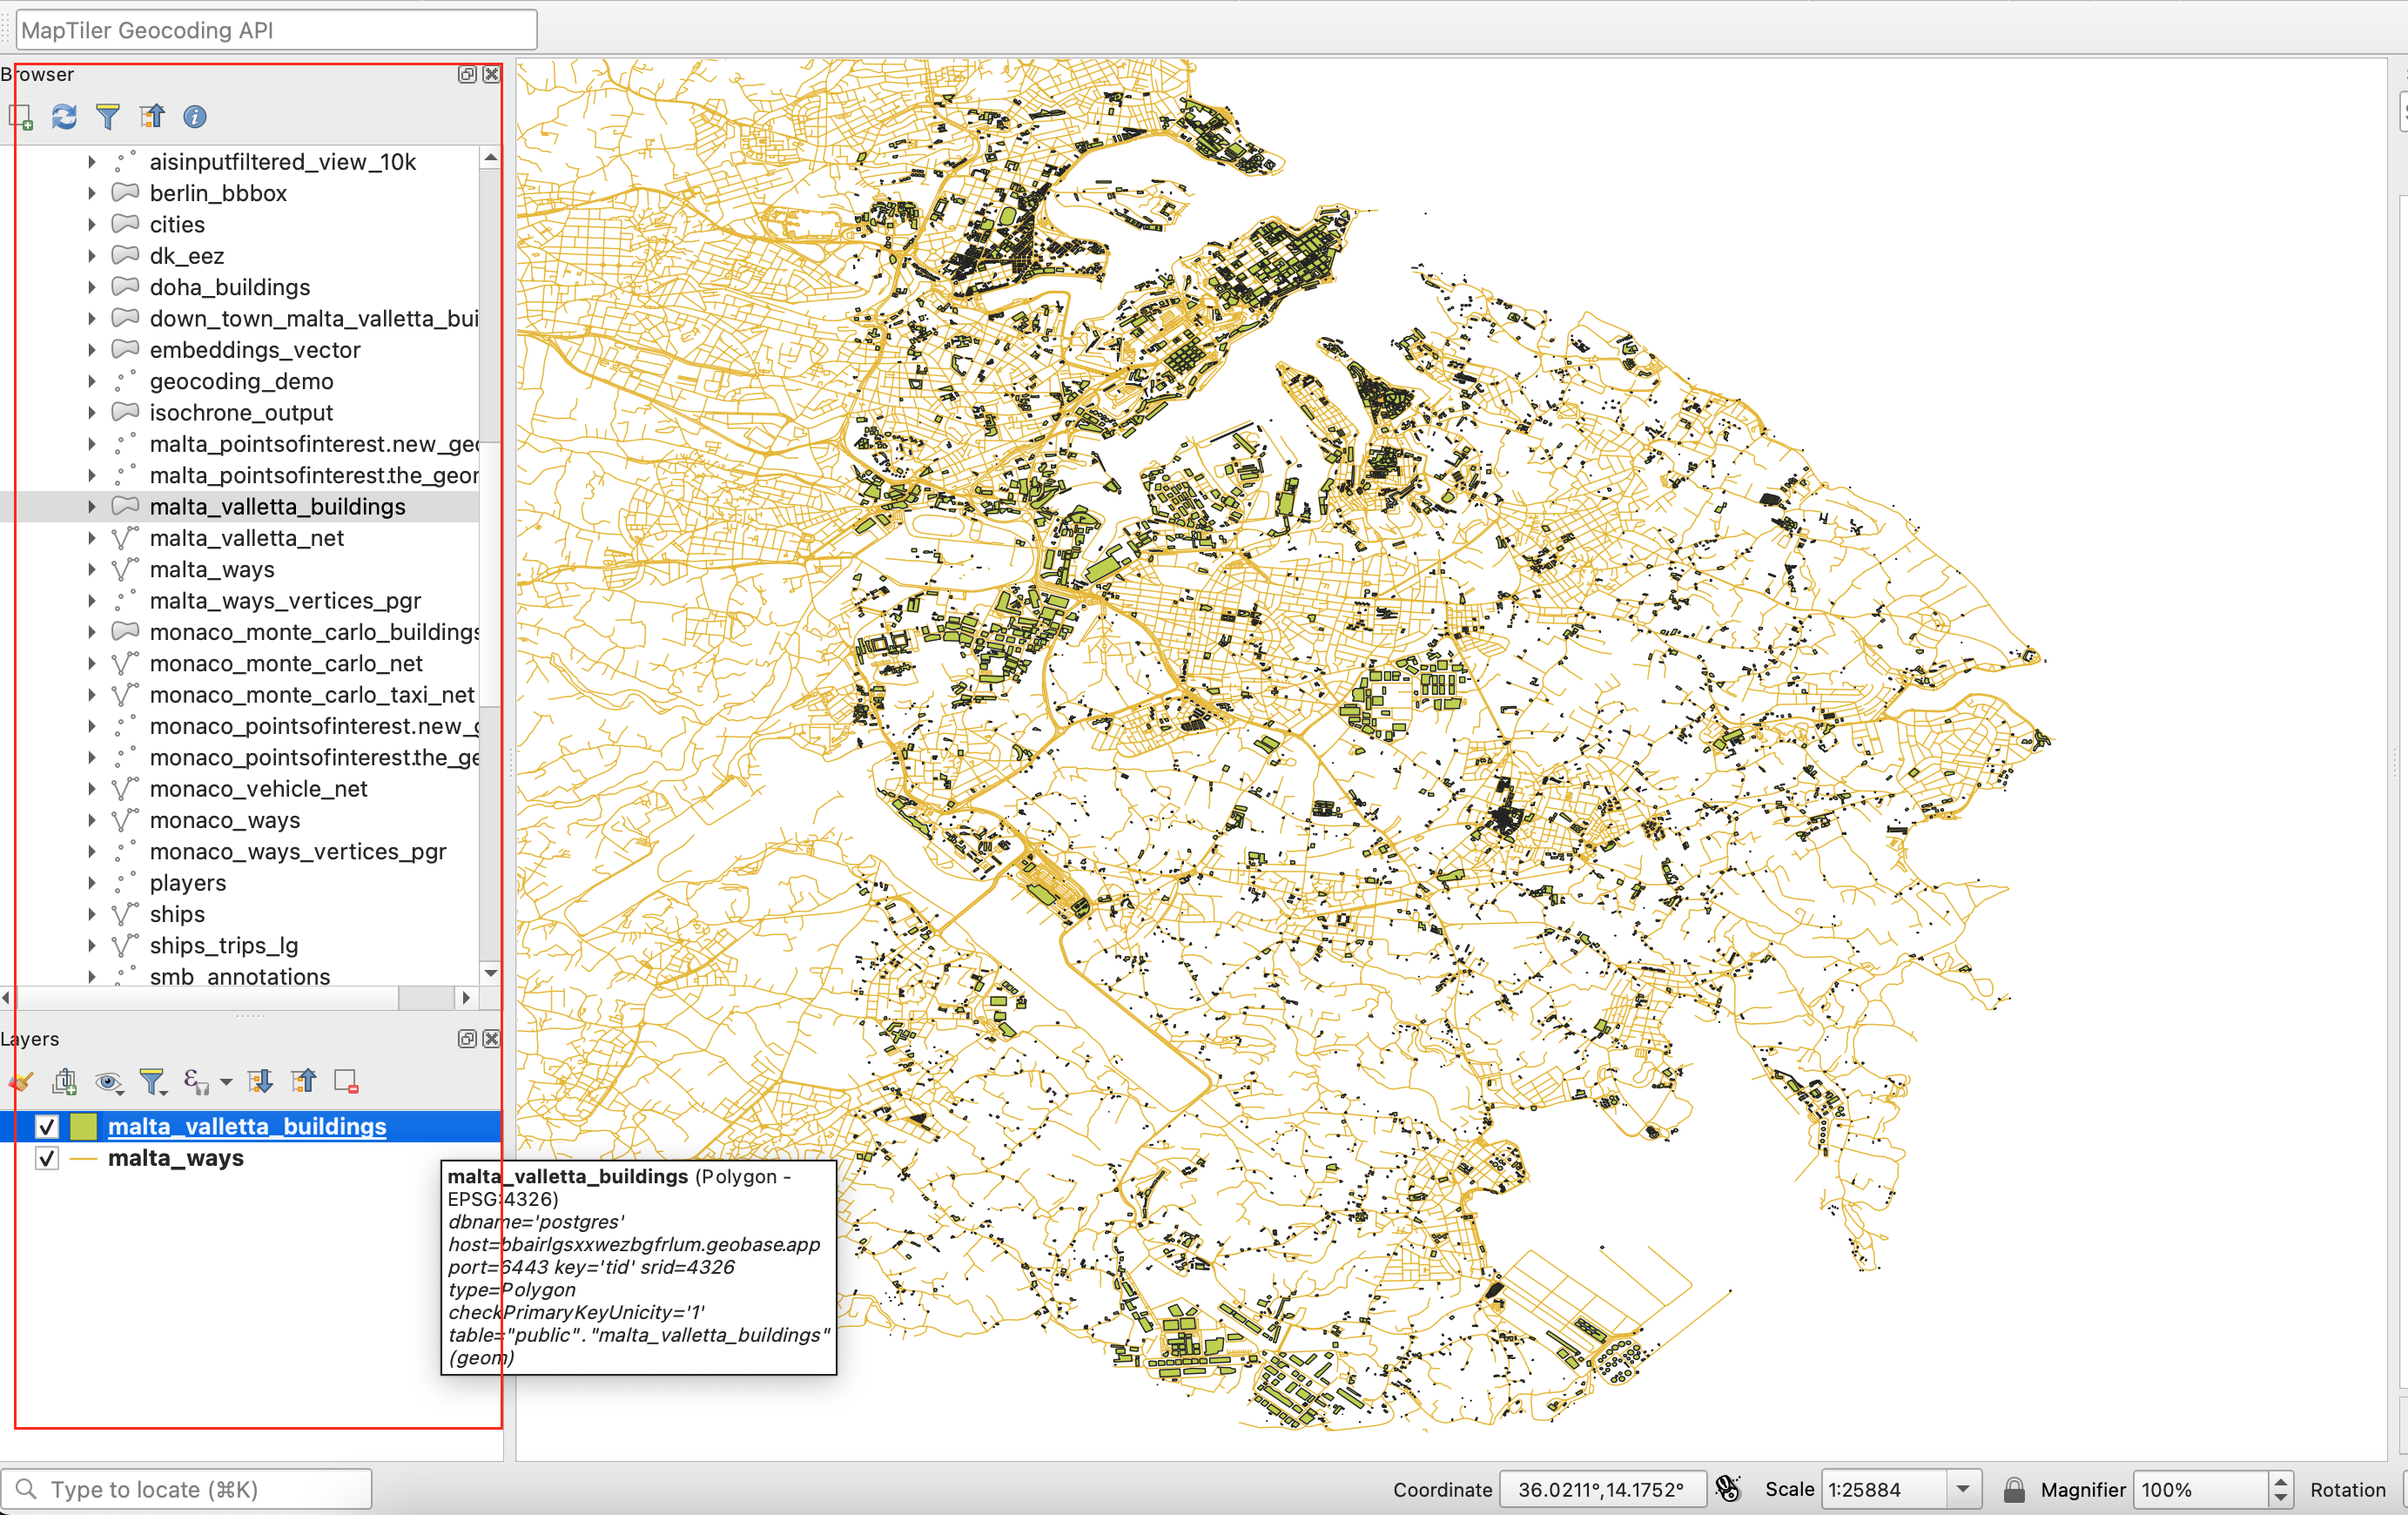 MapTiler Geocoding API
Browser
aisinputfiltered_view_10k
berlin_bbbox
cities
dk_eez
doha_buildings
down_town_malta_valletta_bui
embeddings_vector
geocoding_demo
isochrone_output
malta_pointsofinterest.new_geo
malta_pointsofinterest.the_geor
malta_valletta_buildings
malta_valletta_net
malta_ways
malta_ways_vertices_pgr
monaco_monte_carlo_buildings
monaco_monte_carlo_net
monaco_monte_carlo_taxi_net
monaco_pointsofinterest.new_g
monaco_pointsofinterest.the_ge
monaco_vehicle_net
monaco_ways
monaco_ways_vertices_pgr
players
ships
ships_trips_lg
smb_annotations
Layers
malta_valletta_buildings
malta_ways
malta_valletta_buildings (Polygon -
EPSG:4326)
dbname='postgres'
host=bbairlgsxxwezbgfrlum.geobase.app
port=6443 key='tid' srid=4326
type=Polygon
checkPrimaryKeyUnicity='1'
table="public"."malta_valletta_buildings"
(geom)
Type to locate (⌘K)
Coordinate 36.0211°,14.1752° Scale 1:25884 Magnifier 100% Rotation